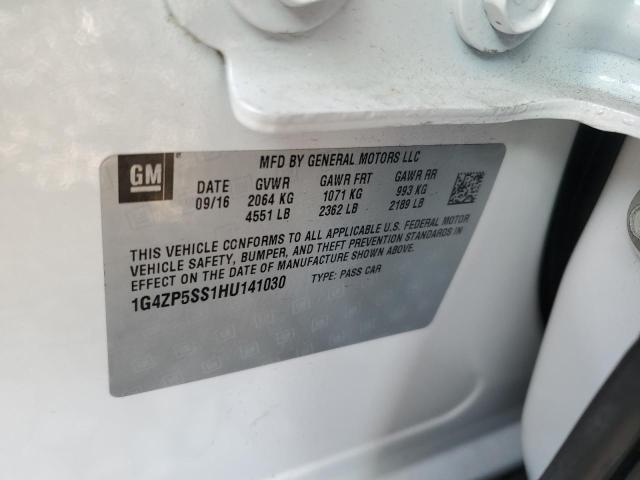 GM
MFD BY GENERAL MOTORS LLC
DATE GVWR GAWR FRT GAWR RR
09/16 2064 KG 1071 KG 993 KG
4551 LB 2362 LB 2189 LB
THIS VEHICLE CONFORMS TO ALL APPLICABLE U.S. FEDERAL MOTOR
VEHICLE SAFETY, BUMPER, AND THEFT PREVENTION STANDARDS IN
EFFECT ON THE DATE OF MANUFACTURE SHOWN ABOVE.
1G4ZP5SS1HU141030 TYPE: PASS CAR